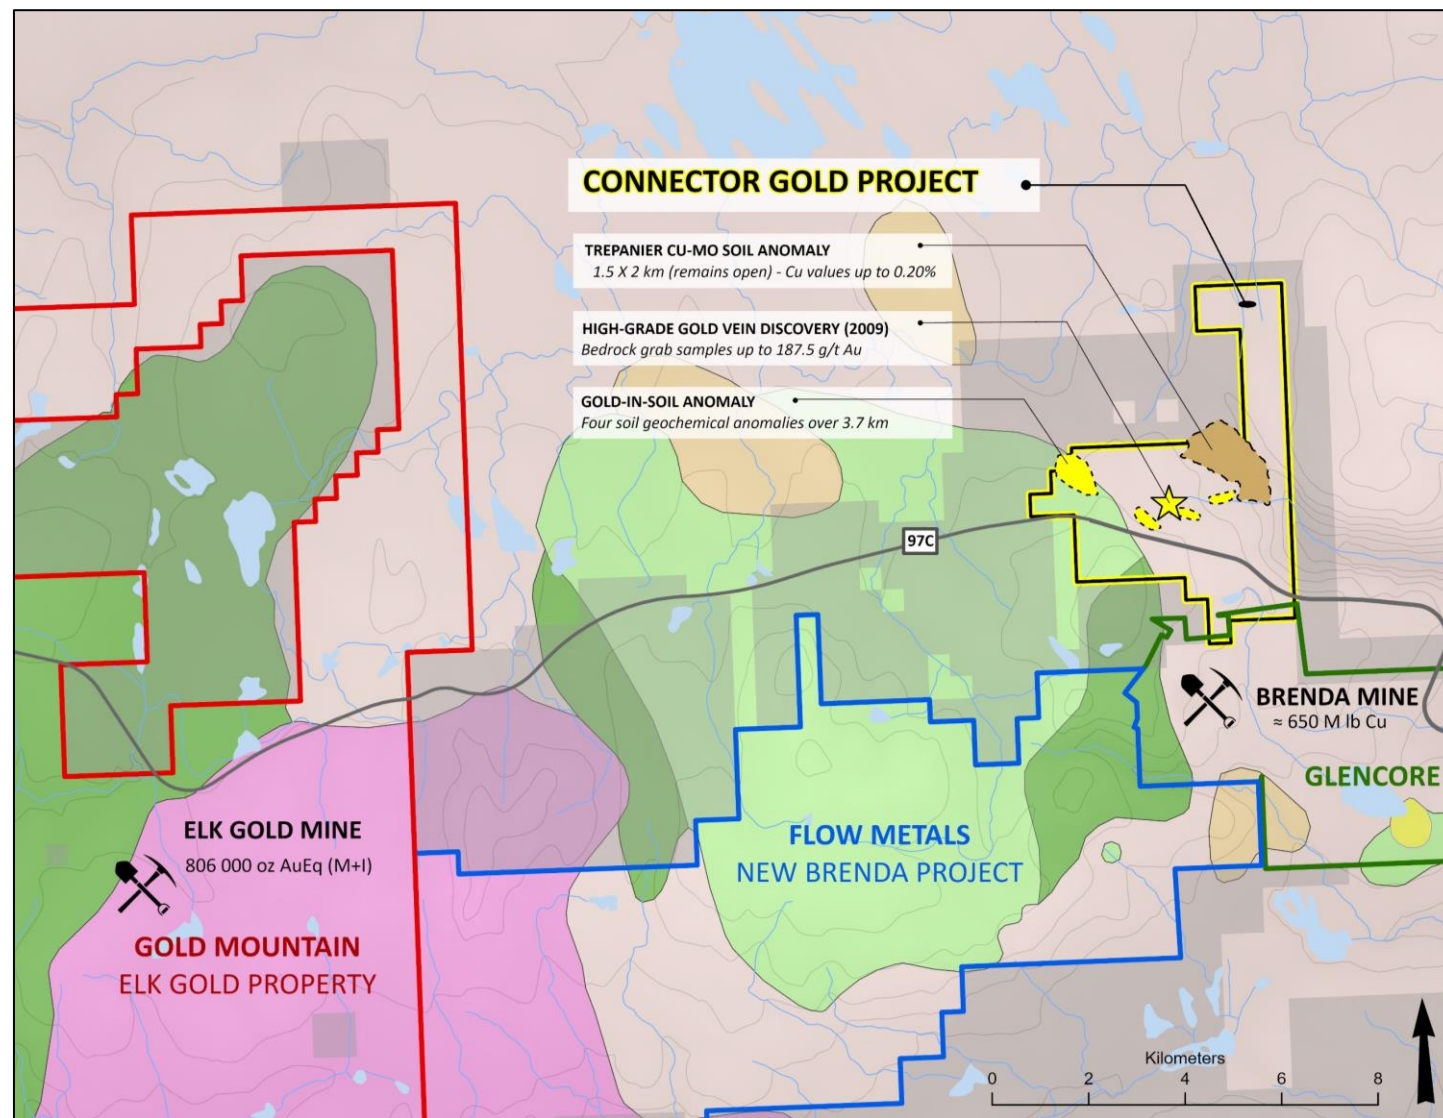 CONNECTOR GOLD PROJECT
TREPANIER CU-MO SOIL ANOMALY
1.5 X 2 km (remains open) - Cu values up to 0.20%
HIGH-GRADE GOLD VEIN DISCOVERY (2009)
Bedrock grab samples up to 187.5 g/t Au
GOLD-IN-SOIL ANOMALY
Four soil geochemical anomalies over 3.7 km
97C
BRENDA MINE
≈ 650 M lb Cu
GLENCORE
ELK GOLD MINE
806 000 oz AuEq (M+I)
GOLD MOUNTAIN
ELK GOLD PROPERTY
FLOW METALS
NEW BRENDA PROJECT
Kilometers
0 2 4 6 8